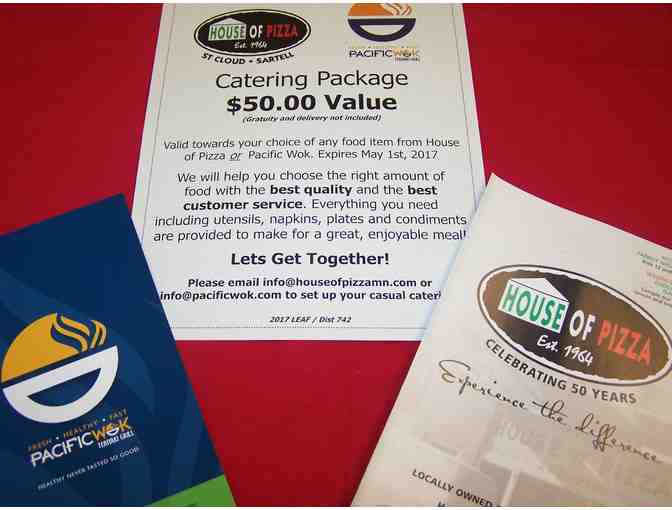 HOUSE OF PIZZA
Est. 1964
ST CLOUD • SARTELL
FRESH • HEALTHY • FAST
PACIFICWOK
TERIYAKI GRILL
Catering Package
$50.00 Value
(Gratuity and delivery not included)
Valid towards your choice of any food item from House
of Pizza or Pacific Wok. Expires May 1st, 2017
We will help you choose the right amount of
food with the best quality and the best
customer service. Everything you need
including utensils, napkins, plates and condiments
are provided to make for a great, enjoyable meal!
Lets Get Together!
Please email info@houseofpizzamn.com or
info@pacificwok.com to set up your casual cateri
2017 LEAF / Dist 742
FRESH • HEALTHY • FAST
PACIFICWOK
TERIYAKI GRILL
HEALTHY NEVER TASTED SO GOOD
HOUSE OF PIZZA
Est. 1964
CELEBRATING 50 YEARS
Experience the difference
LOCALLY OWNED